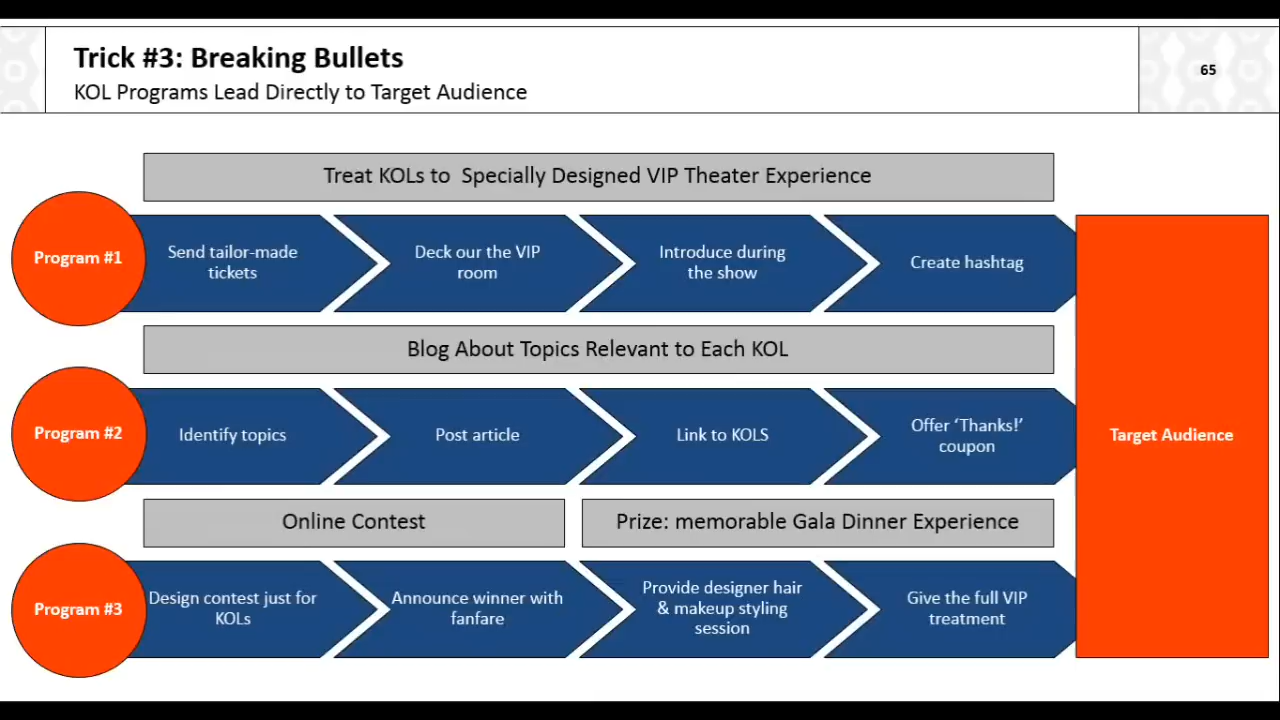 Trick #3: Breaking Bullets
KOL Programs Lead Directly to Target Audience
65
Treat KOLs to  Specially Designed VIP Theater Experience
Program #1
Send tailor-made
tickets
Deck our the VIP
room
Introduce during
the show
Create hashtag
Blog About Topics Relevant to Each KOL
Program #2
Identify topics
Post article
Link to KOLS
Offer ‘Thanks!’
coupon
Target Audience
Online Contest
Prize: memorable Gala Dinner Experience
Program #3
Design contest just for
KOLs
Announce winner with
fanfare
Provide designer hair
& makeup styling
session
Give the full VIP
treatment